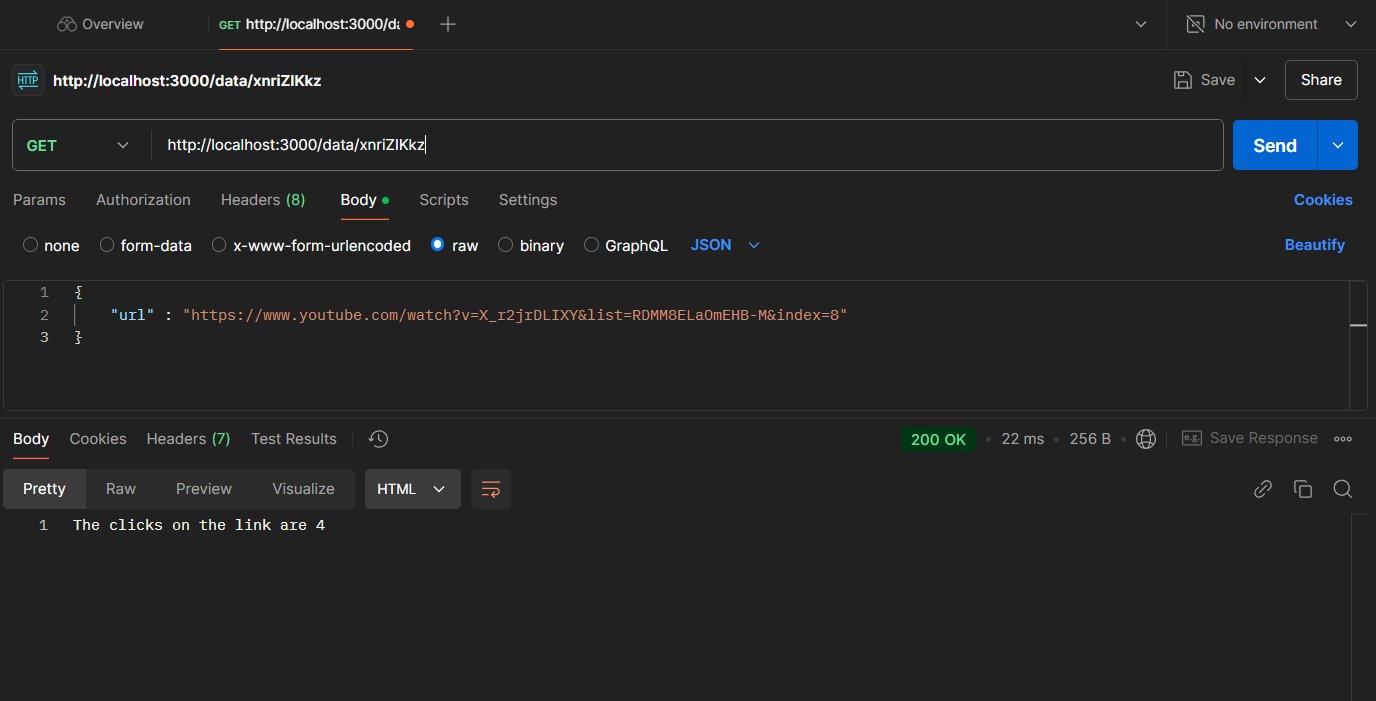 Overview
GET http://localhost:3000/da
No environment
HTTP
http://localhost:3000/data/xnriZlKkz
Save
Share
GET
http://localhost:3000/data/xnriZlKkz
Send
Params Authorization Headers (8) Body Scripts Settings
Cookies
none form-data x-www-form-urlencoded raw binary GraphQL JSON
Beautify
1 {
2 "url" : "https://www.youtube.com/watch?v=X_r2jrDLIXY&list=RDMM8ELaOmEHB-M&index=8"
3 }
Body Cookies Headers (7) Test Results
200 OK 22 ms 256 B
e.g. Save Response
Pretty Raw Preview Visualize HTML
1 The clicks on the link are 4